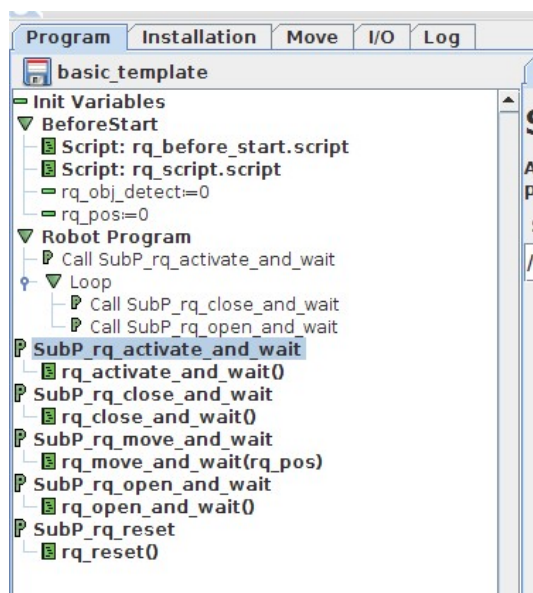 Program Installation Move I/O Log
basic_template
Init Variables
BeforeStart
Script: rq_before_start.script
Script: rq_script.script
rq_obj_detect:=0
rq_pos:=0
Robot Program
P Call SubP_rq_activate_and_wait
Loop
P Call SubP_rq_close_and_wait
P Call SubP_rq_open_and_wait
P SubP_rq_activate_and_wait
rq_activate_and_wait()
P SubP_rq_close_and_wait
rq_close_and_wait()
P SubP_rq_move_and_wait
rq_move_and_wait(rq_pos)
P SubP_rq_open_and_wait
rq_open_and_wait()
P SubP_rq_reset
rq_reset()